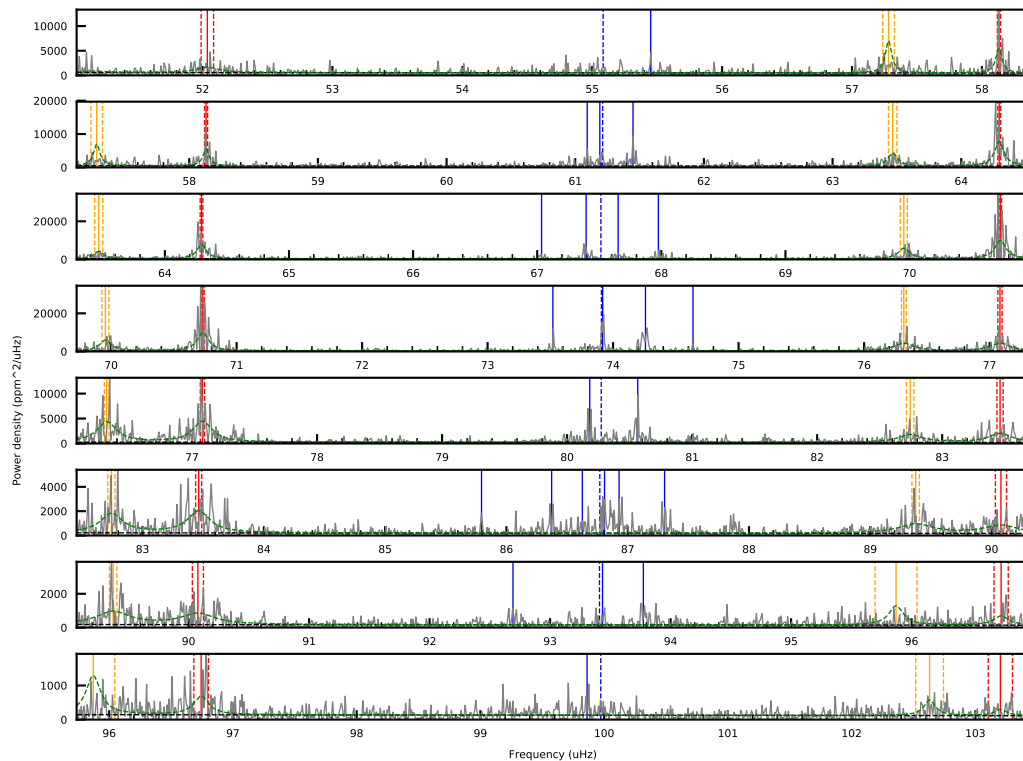 10000
5000
0
52 53 54 55 56 57 58
20000
10000
0
58 59 60 61 62 63 64
20000
0
64 65 66 67 68 69 70
20000
0
70 71 72 73 74 75 76 77
10000
5000
0
77 78 79 80 81 82 83
4000
2000
0
83 84 85 86 87 88 89 90
2000
0
90 91 92 93 94 95 96
1000
0
96 97 98 99 100 101 102 103
Power density (ppm^2/uHz)
Frequency (uHz)